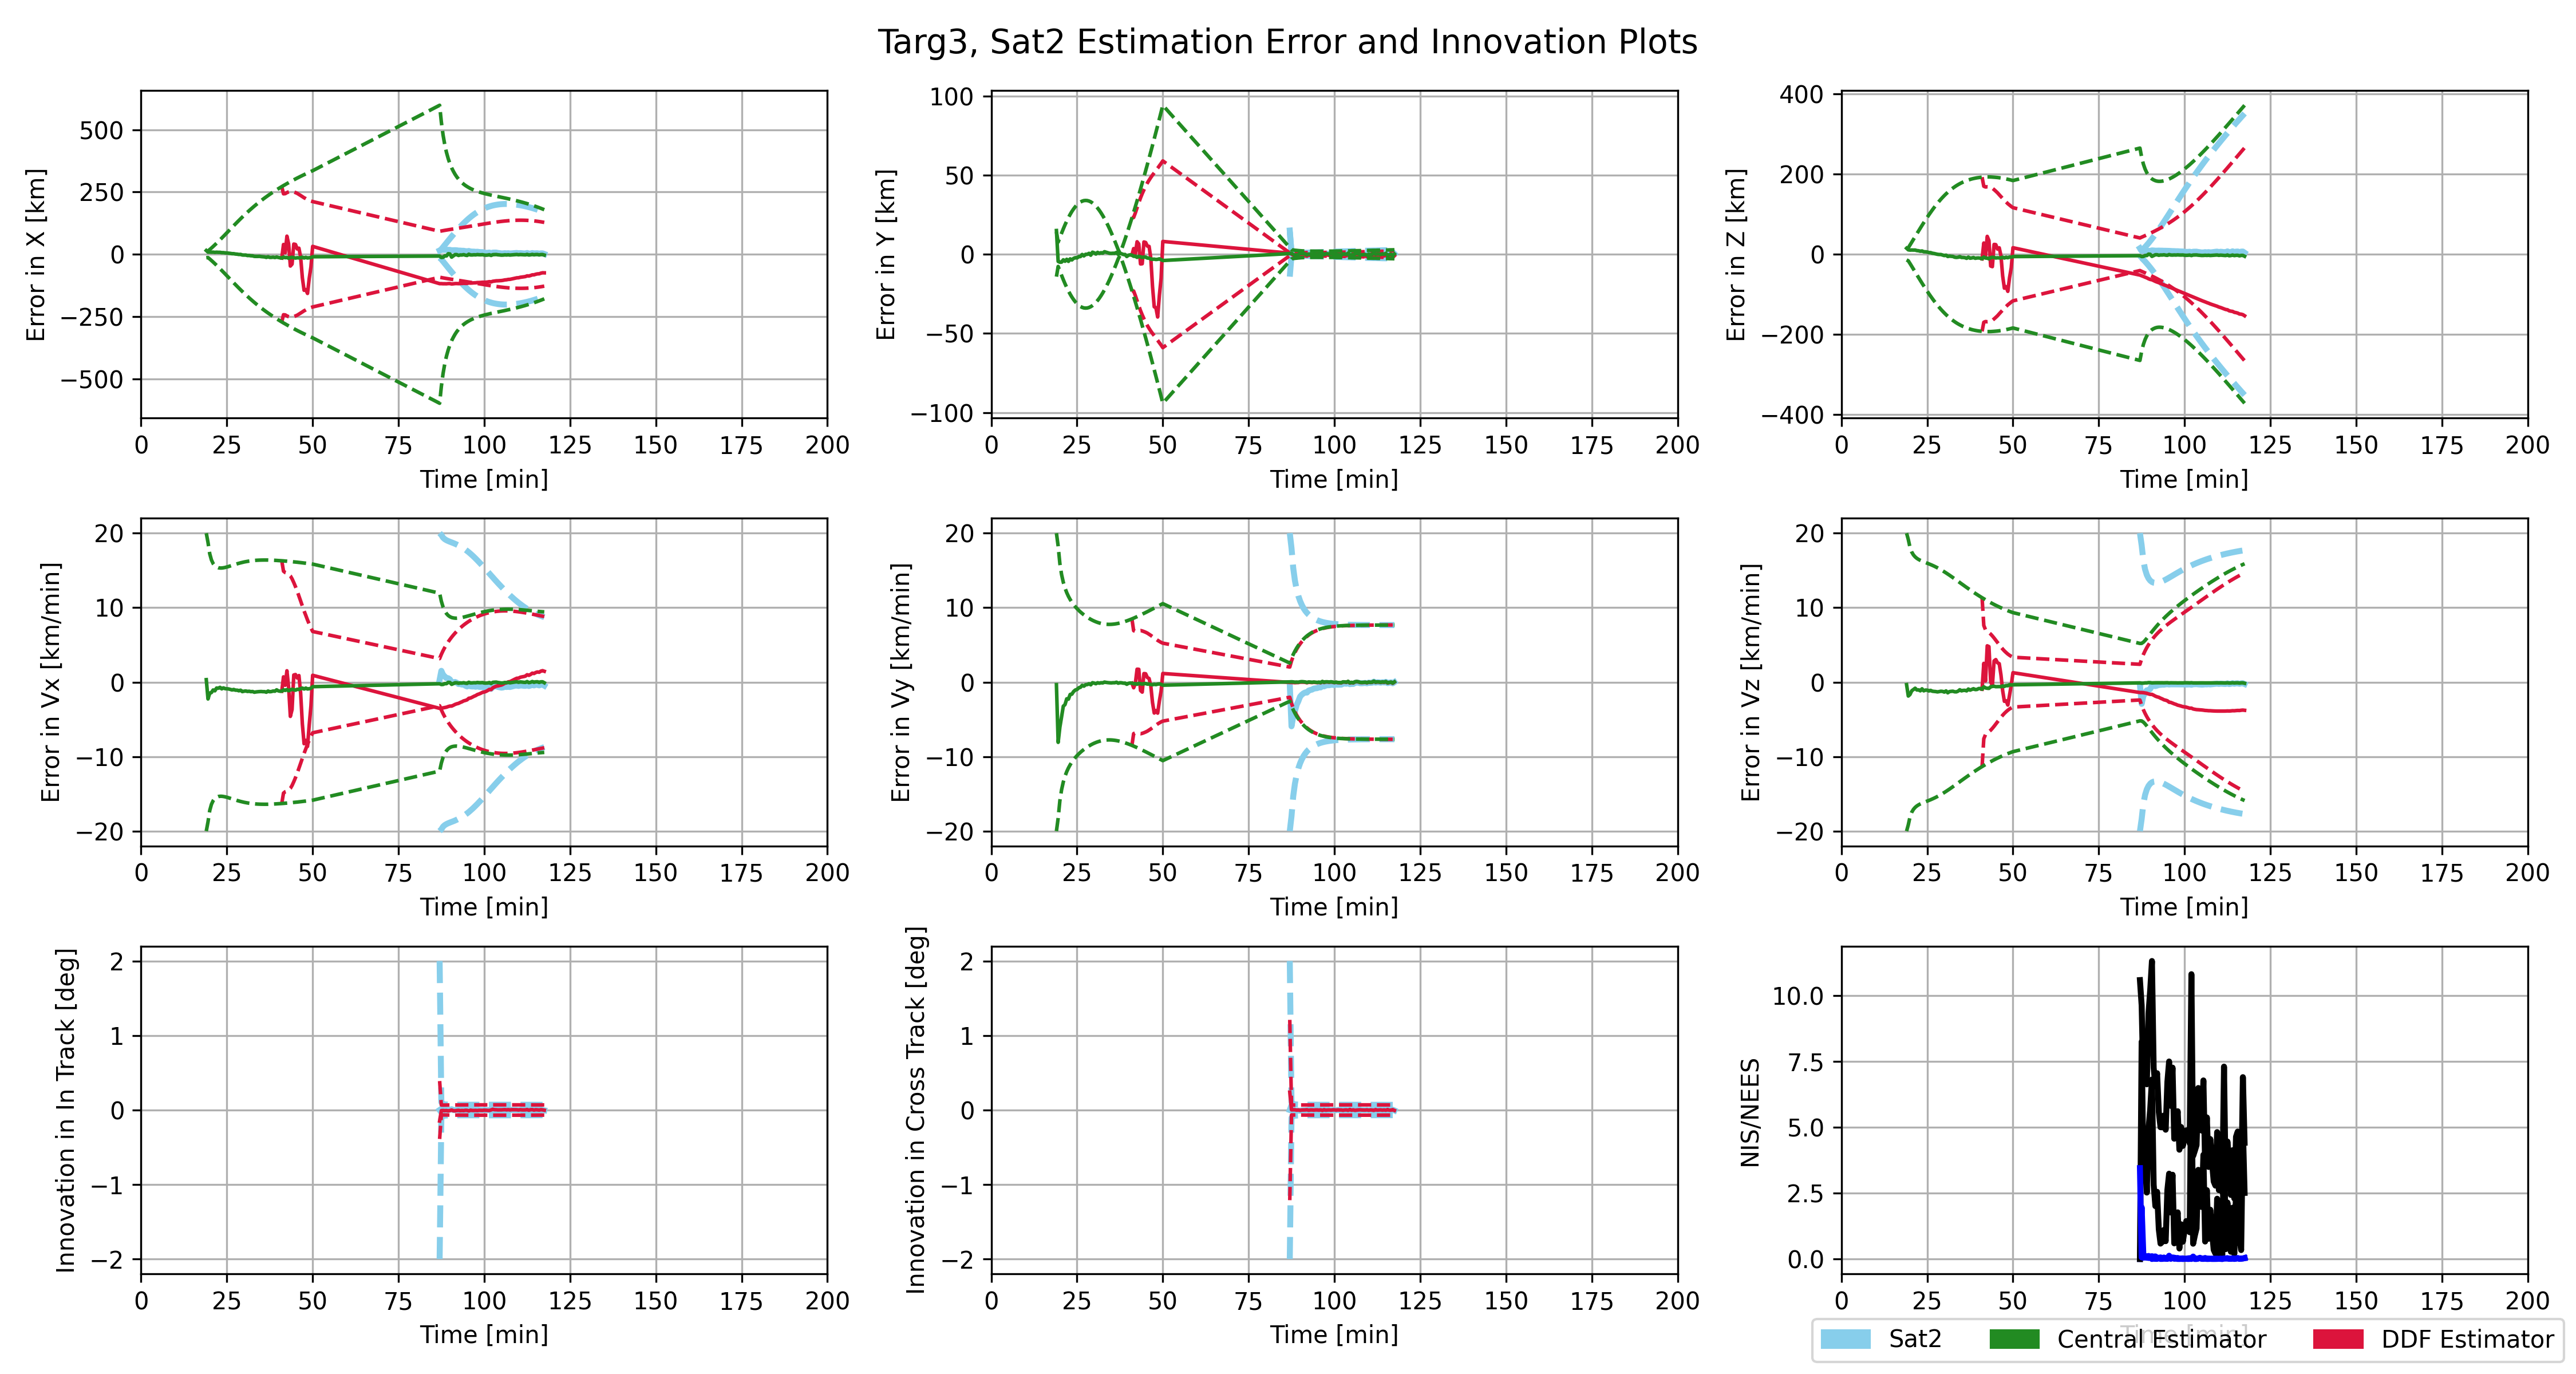 Targ3, Sat2 Estimation Error and Innovation Plots
Error in X [km]
500
250
0
−250
−500
0 25 50 75 100 125 150 175 200
Time [min]
Error in Y [km]
100
50
0
−50
−100
0 25 50 75 100 125 150 175 200
Time [min]
Error in Z [km]
400
200
0
−200
−400
0 25 50 75 100 125 150 175 200
Time [min]
Error in Vx [km/min]
20
10
0
−10
−20
0 25 50 75 100 125 150 175 200
Time [min]
Error in Vy [km/min]
20
10
0
−10
−20
0 25 50 75 100 125 150 175 200
Time [min]
Error in Vz [km/min]
20
10
0
−10
−20
0 25 50 75 100 125 150 175 200
Time [min]
Innovation in In Track [deg]
2
1
0
−1
−2
0 25 50 75 100 125 150 175 200
Time [min]
Innovation in Cross Track [deg]
2
1
0
−1
−2
0 25 50 75 100 125 150 175 200
Time [min]
NIS/NEES
10.0
7.5
5.0
2.5
0.0
0 25 50 75 100 125 150 175 200
Time [min]
Sat2 Central Estimator DDF Estimator